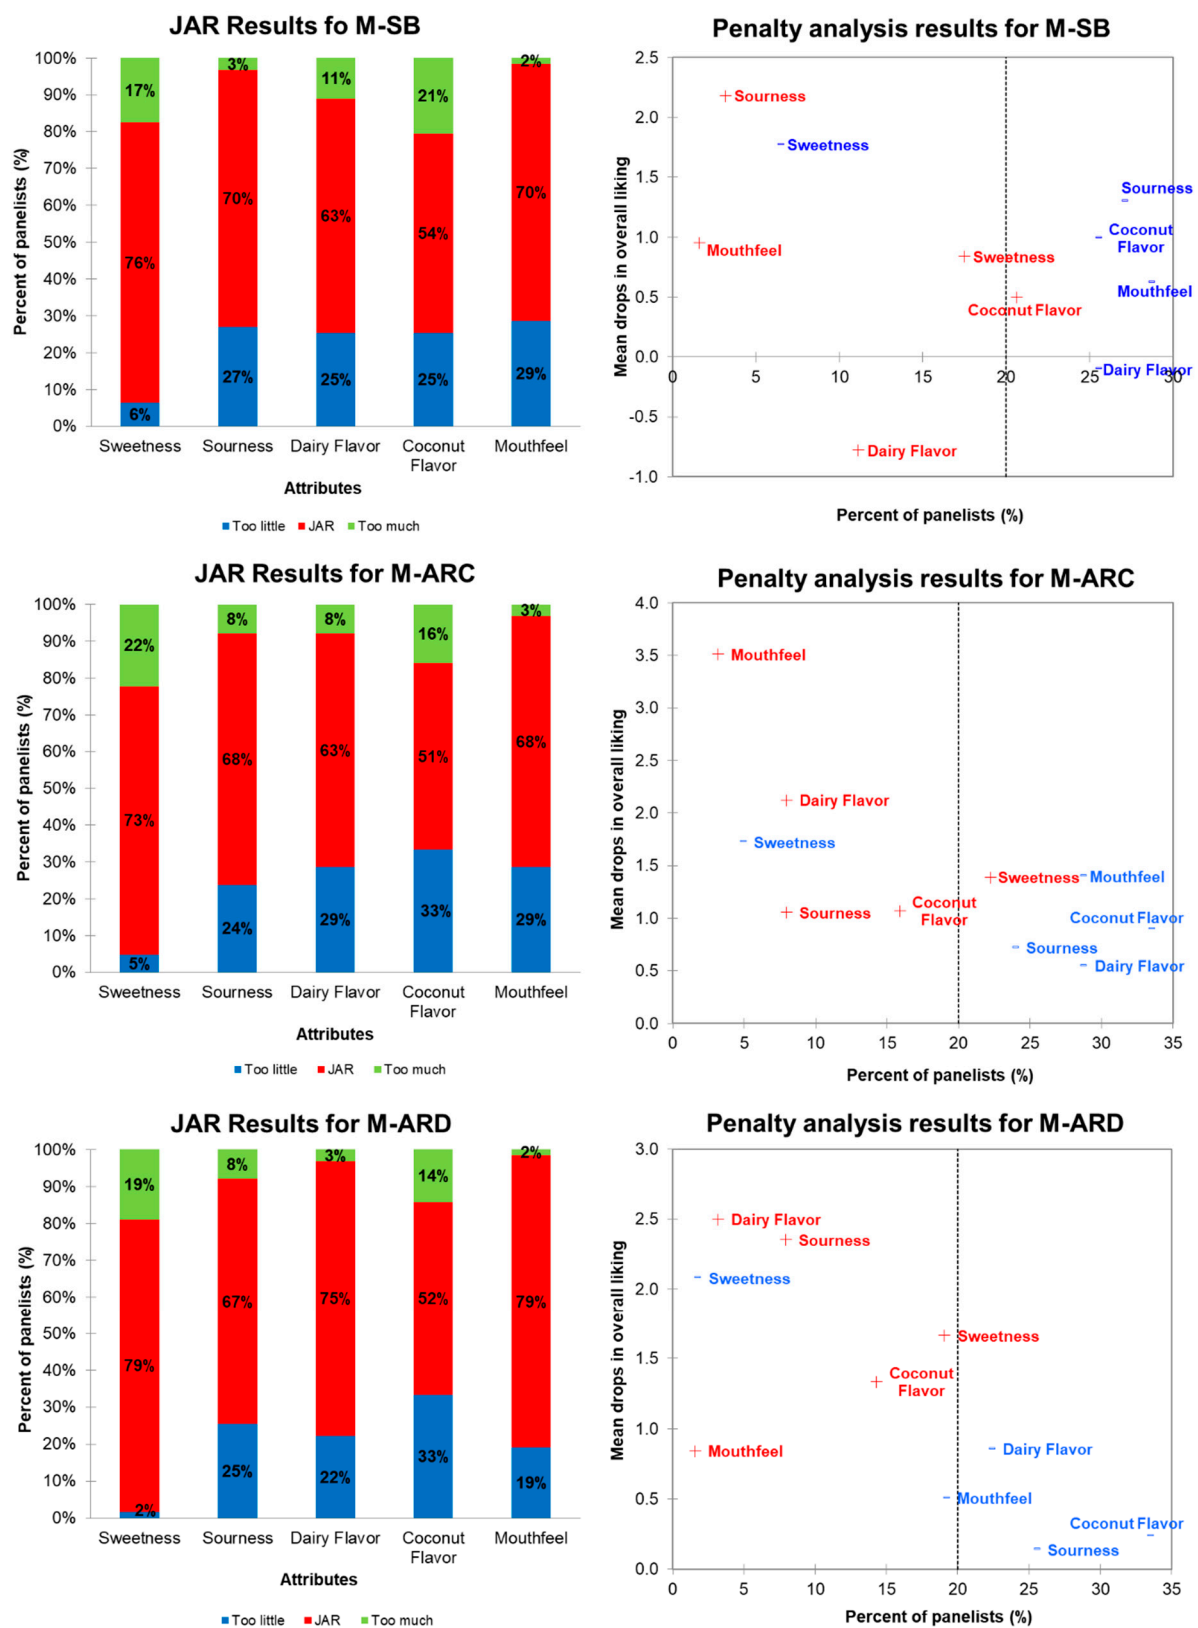 JAR Results fo M-SB
100%
90%
80%
70%
60%
50%
40%
30%
20%
10%
0%
Percent of panelists (%)
17%
76%
6%
3%
70%
27%
11%
63%
25%
21%
54%
25%
2%
70%
29%
Sweetness Sourness Dairy Flavor Coconut Flavor Mouthfeel
Attributes
Too little JAR Too much
Penalty analysis results for M-SB
2.5
2.0
1.5
1.0
0.5
0.0
-0.5
-1.0
Mean drops in overall liking
Sourness
Sweetness
Sourness
Coconut
Flavor
Mouthfeel
Sweetness
Mouthfeel
Coconut Flavor
Dairy Flavor
0 5 10 15 20 25 30
Dairy Flavor
Percent of panelists (%)
JAR Results for M-ARC
100%
90%
80%
70%
60%
50%
40%
30%
20%
10%
0%
Percent of panelists (%)
22%
73%
5%
8%
68%
24%
8%
63%
29%
16%
51%
33%
3%
68%
29%
Sweetness Sourness Dairy Flavor Coconut Flavor Mouthfeel
Attributes
Too little JAR Too much
Penalty analysis results for M-ARC
4.0
3.5
3.0
2.5
2.0
1.5
1.0
0.5
0.0
Mean drops in overall liking
Mouthfeel
Dairy Flavor
Sweetness
Sweetness
Mouthfeel
Sourness
Coconut
Flavor
Coconut Flavor
Sourness
Dairy Flavor
0 5 10 15 20 25 30 35
Percent of panelists (%)
JAR Results for M-ARD
100%
90%
80%
70%
60%
50%
40%
30%
20%
10%
0%
Percent of panelists (%)
19%
79%
2%
8%
67%
25%
3%
75%
22%
14%
52%
33%
2%
79%
19%
Sweetness Sourness Dairy Flavor Coconut Flavor Mouthfeel
Attributes
Too little JAR Too much
Penalty analysis results for M-ARD
3.0
2.5
2.0
1.5
1.0
0.5
0.0
Mean drops in overall liking
Dairy Flavor
Sourness
Sweetness
Sweetness
Coconut
Flavor
Mouthfeel
Dairy Flavor
Mouthfeel
Coconut Flavor
Sourness
0 5 10 15 20 25 30 35
Percent of panelists (%)